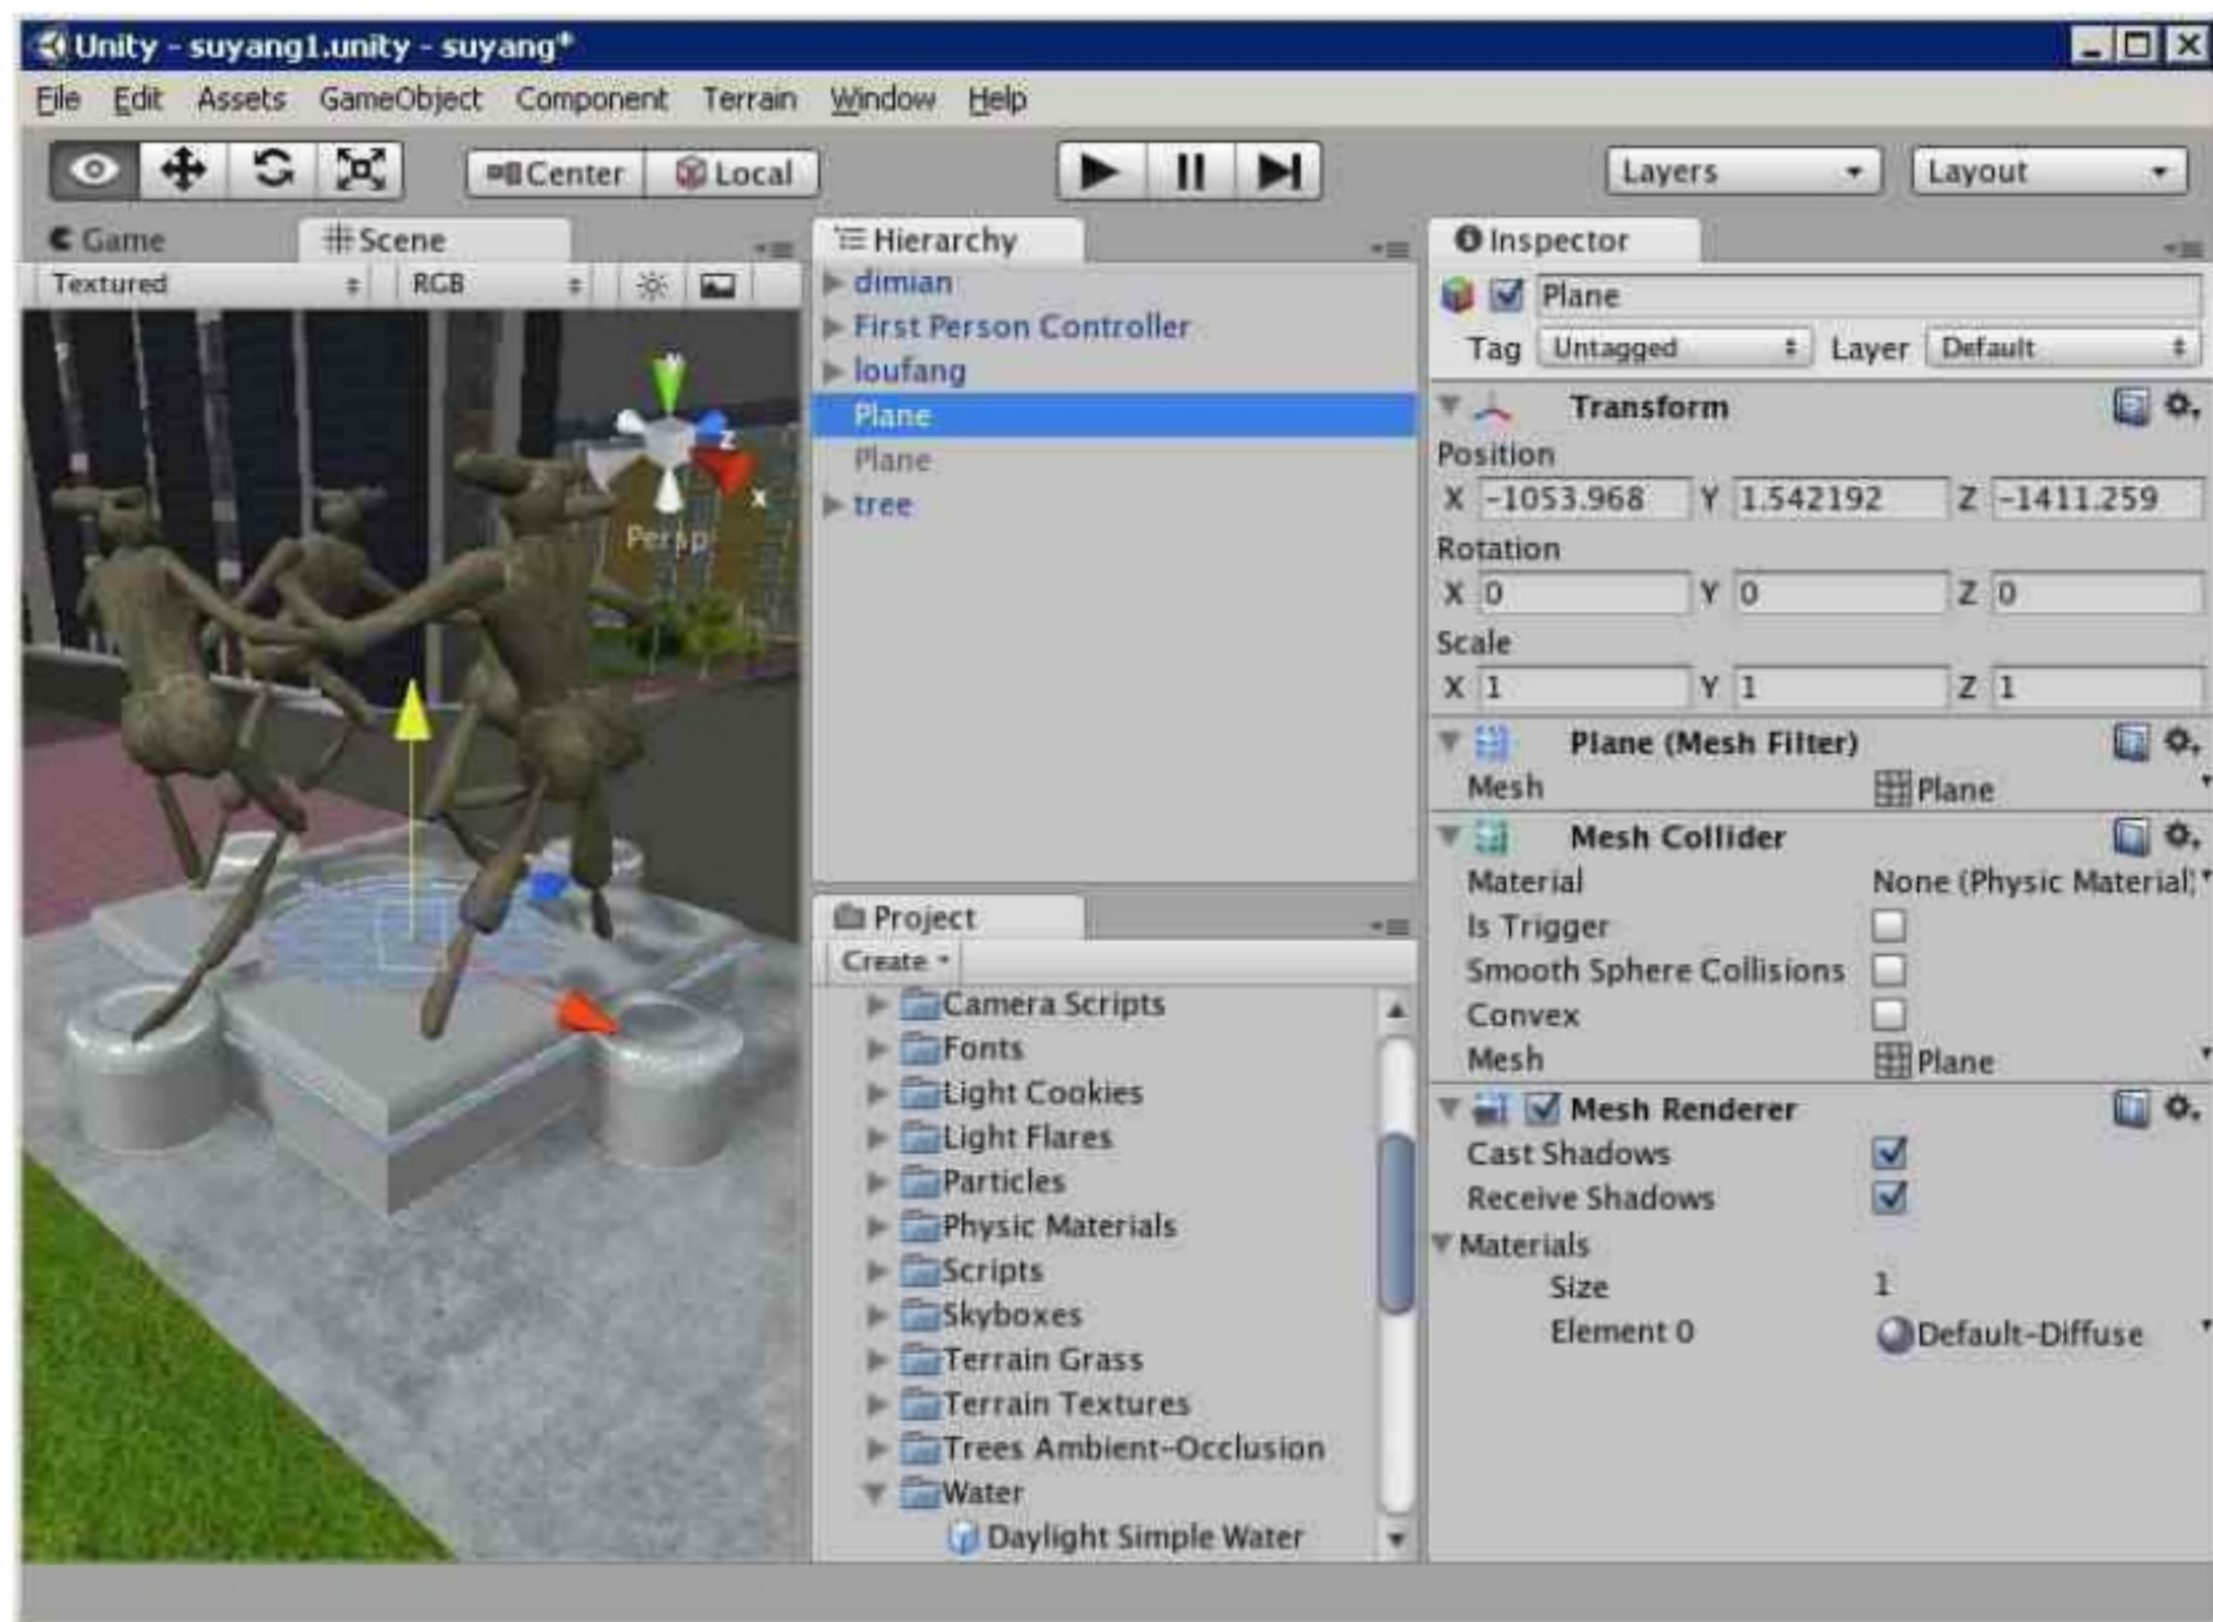 Unity - suyang1.unity - suyang*
File Edit Assets GameObject Component Terrain Window Help
Center Local Layers Layout
Game Scene
Textured RGB
y
z
x
Persp
Hierarchy
dimian
First Person Controller
loufang
Plane
Plane
tree
Project
Create
Camera Scripts
Fonts
Light Cookies
Light Flares
Particles
Physic Materials
Scripts
Skyboxes
Terrain Grass
Terrain Textures
Trees Ambient-Occlusion
Water
Daylight Simple Water
Inspector
Plane
Tag Untagged Layer Default
Transform
Position
X -1053.968 Y 1.542192 Z -1411.259
Rotation
X 0 Y 0 Z 0
Scale
X 1 Y 1 Z 1
Plane (Mesh Filter)
Mesh Plane
Mesh Collider
Material None (Physic Material)
Is Trigger
Smooth Sphere Collisions
Convex
Mesh Plane
Mesh Renderer
Cast Shadows
Receive Shadows
Materials
Size 1
Element 0 Default-Diffuse